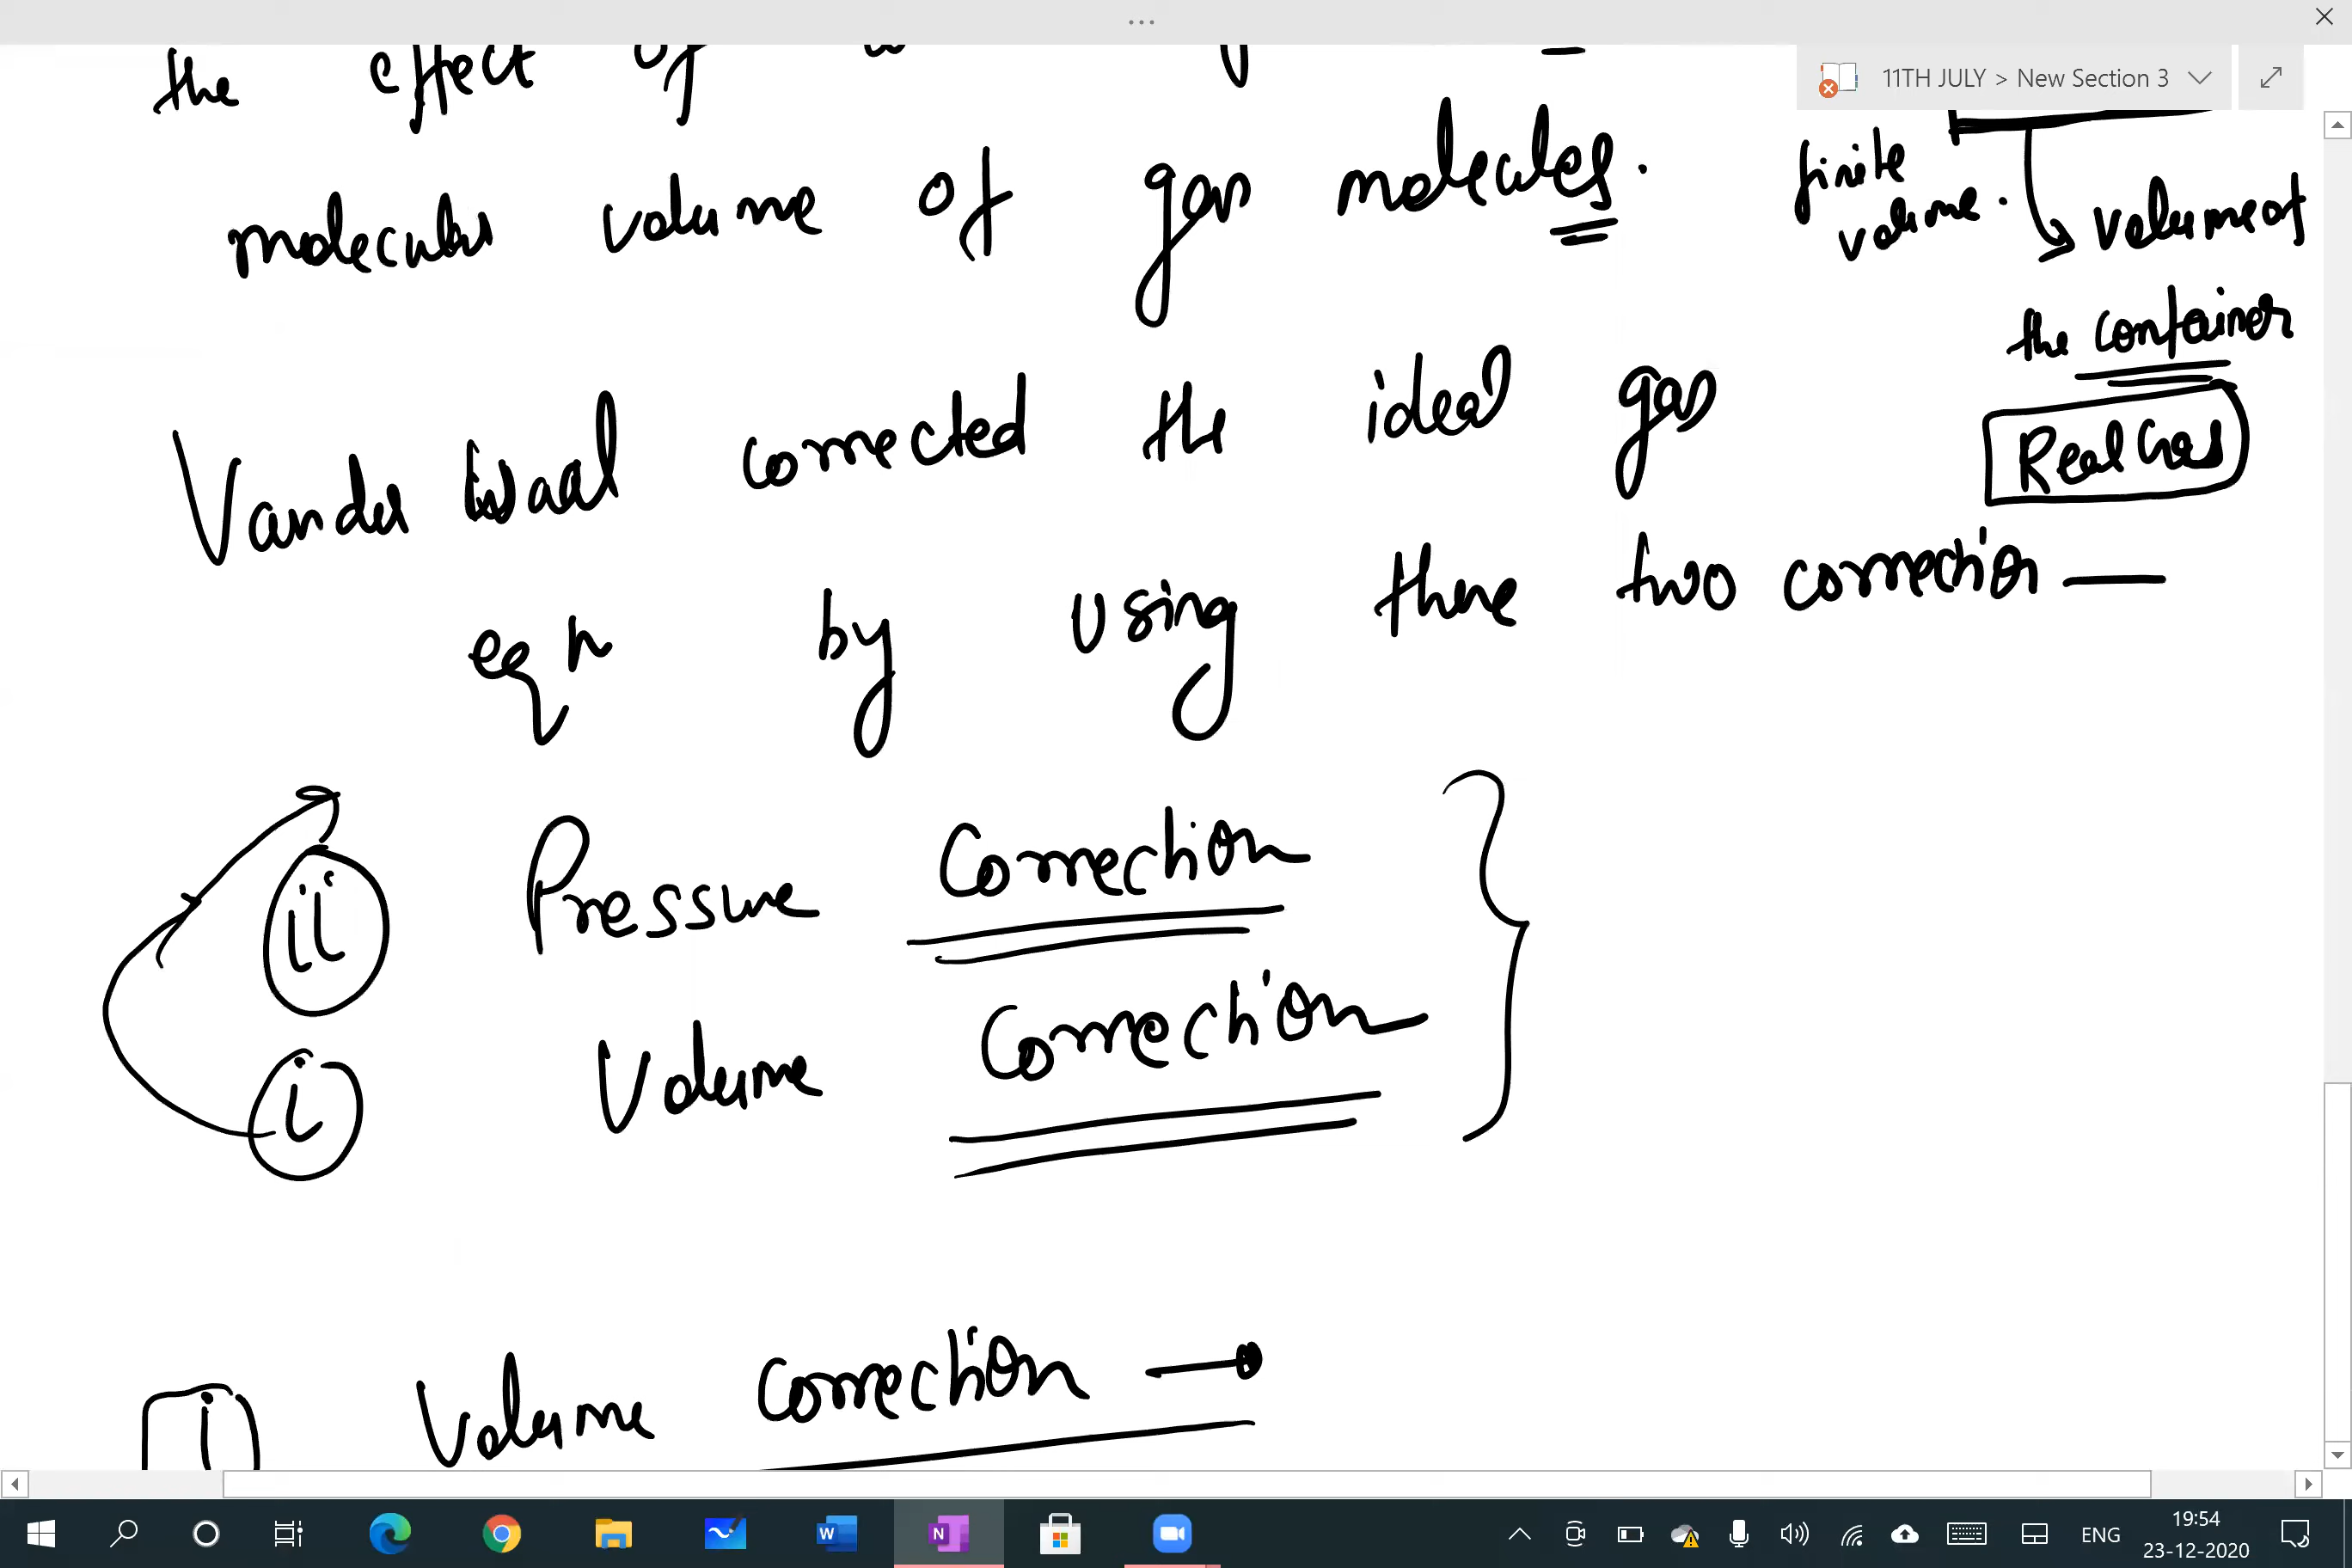 11TH JULY > New Section 3
the effect of
molecular volume of gas molecules.
finite volume.
Volume of the container
Real Gas
Vander Waal corrected the ideal gas
eqn by using these two correction —
ii Pressure Correction
i Volume Correction
i Volume correction
ENG
19:54
23-12-2020